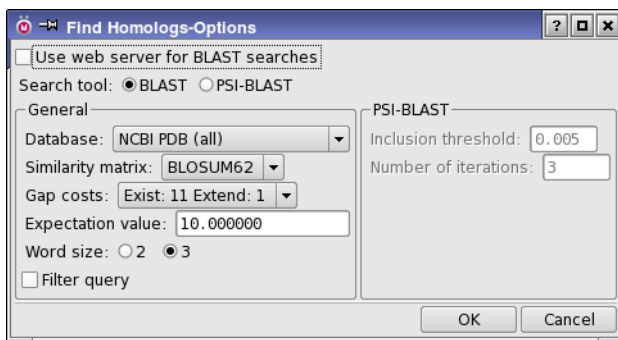 Find Homologs-Options
Use web server for BLAST searches
Search tool: BLAST PSI-BLAST
General
Database: NCBI PDB (all)
Similarity matrix: BLOSUM62
Gap costs: Exist: 11 Extend: 1
Expectation value: 10.000000
Word size: 2 3
Filter query
PSI-BLAST
Inclusion threshold: 0.005
Number of iterations: 3
OK Cancel